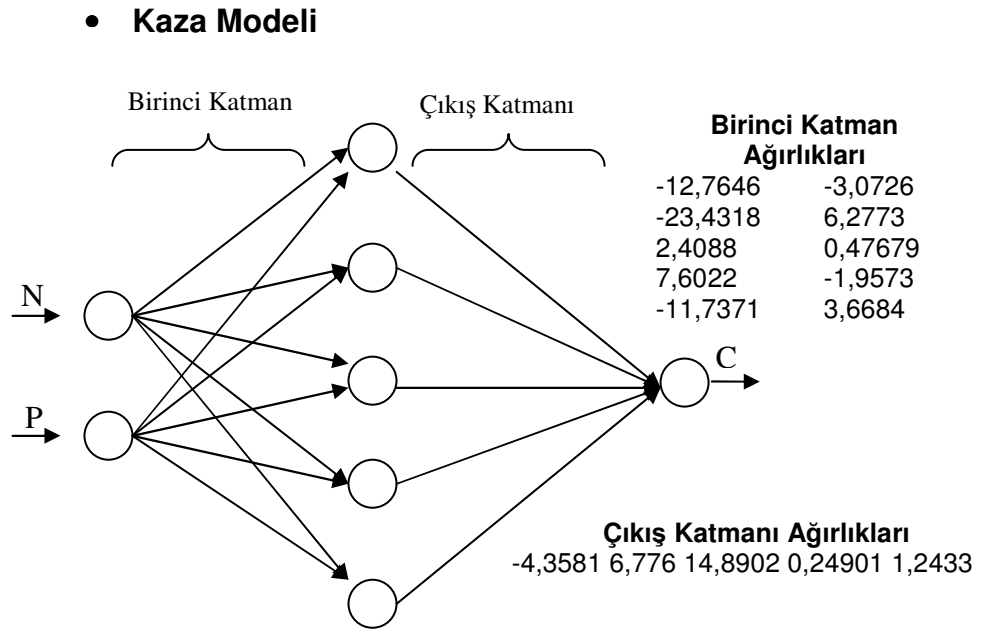 • Kaza Modeli
Birinci Katman
Çıkış Katmanı
Birinci Katman
Ağırlıkları
-12,7646 -3,0726
-23,4318 6,2773
2,4088 0,47679
7,6022 -1,9573
-11,7371 3,6684
N
P
C
Çıkış Katmanı Ağırlıkları
-4,3581 6,776 14,8902 0,24901 1,2433